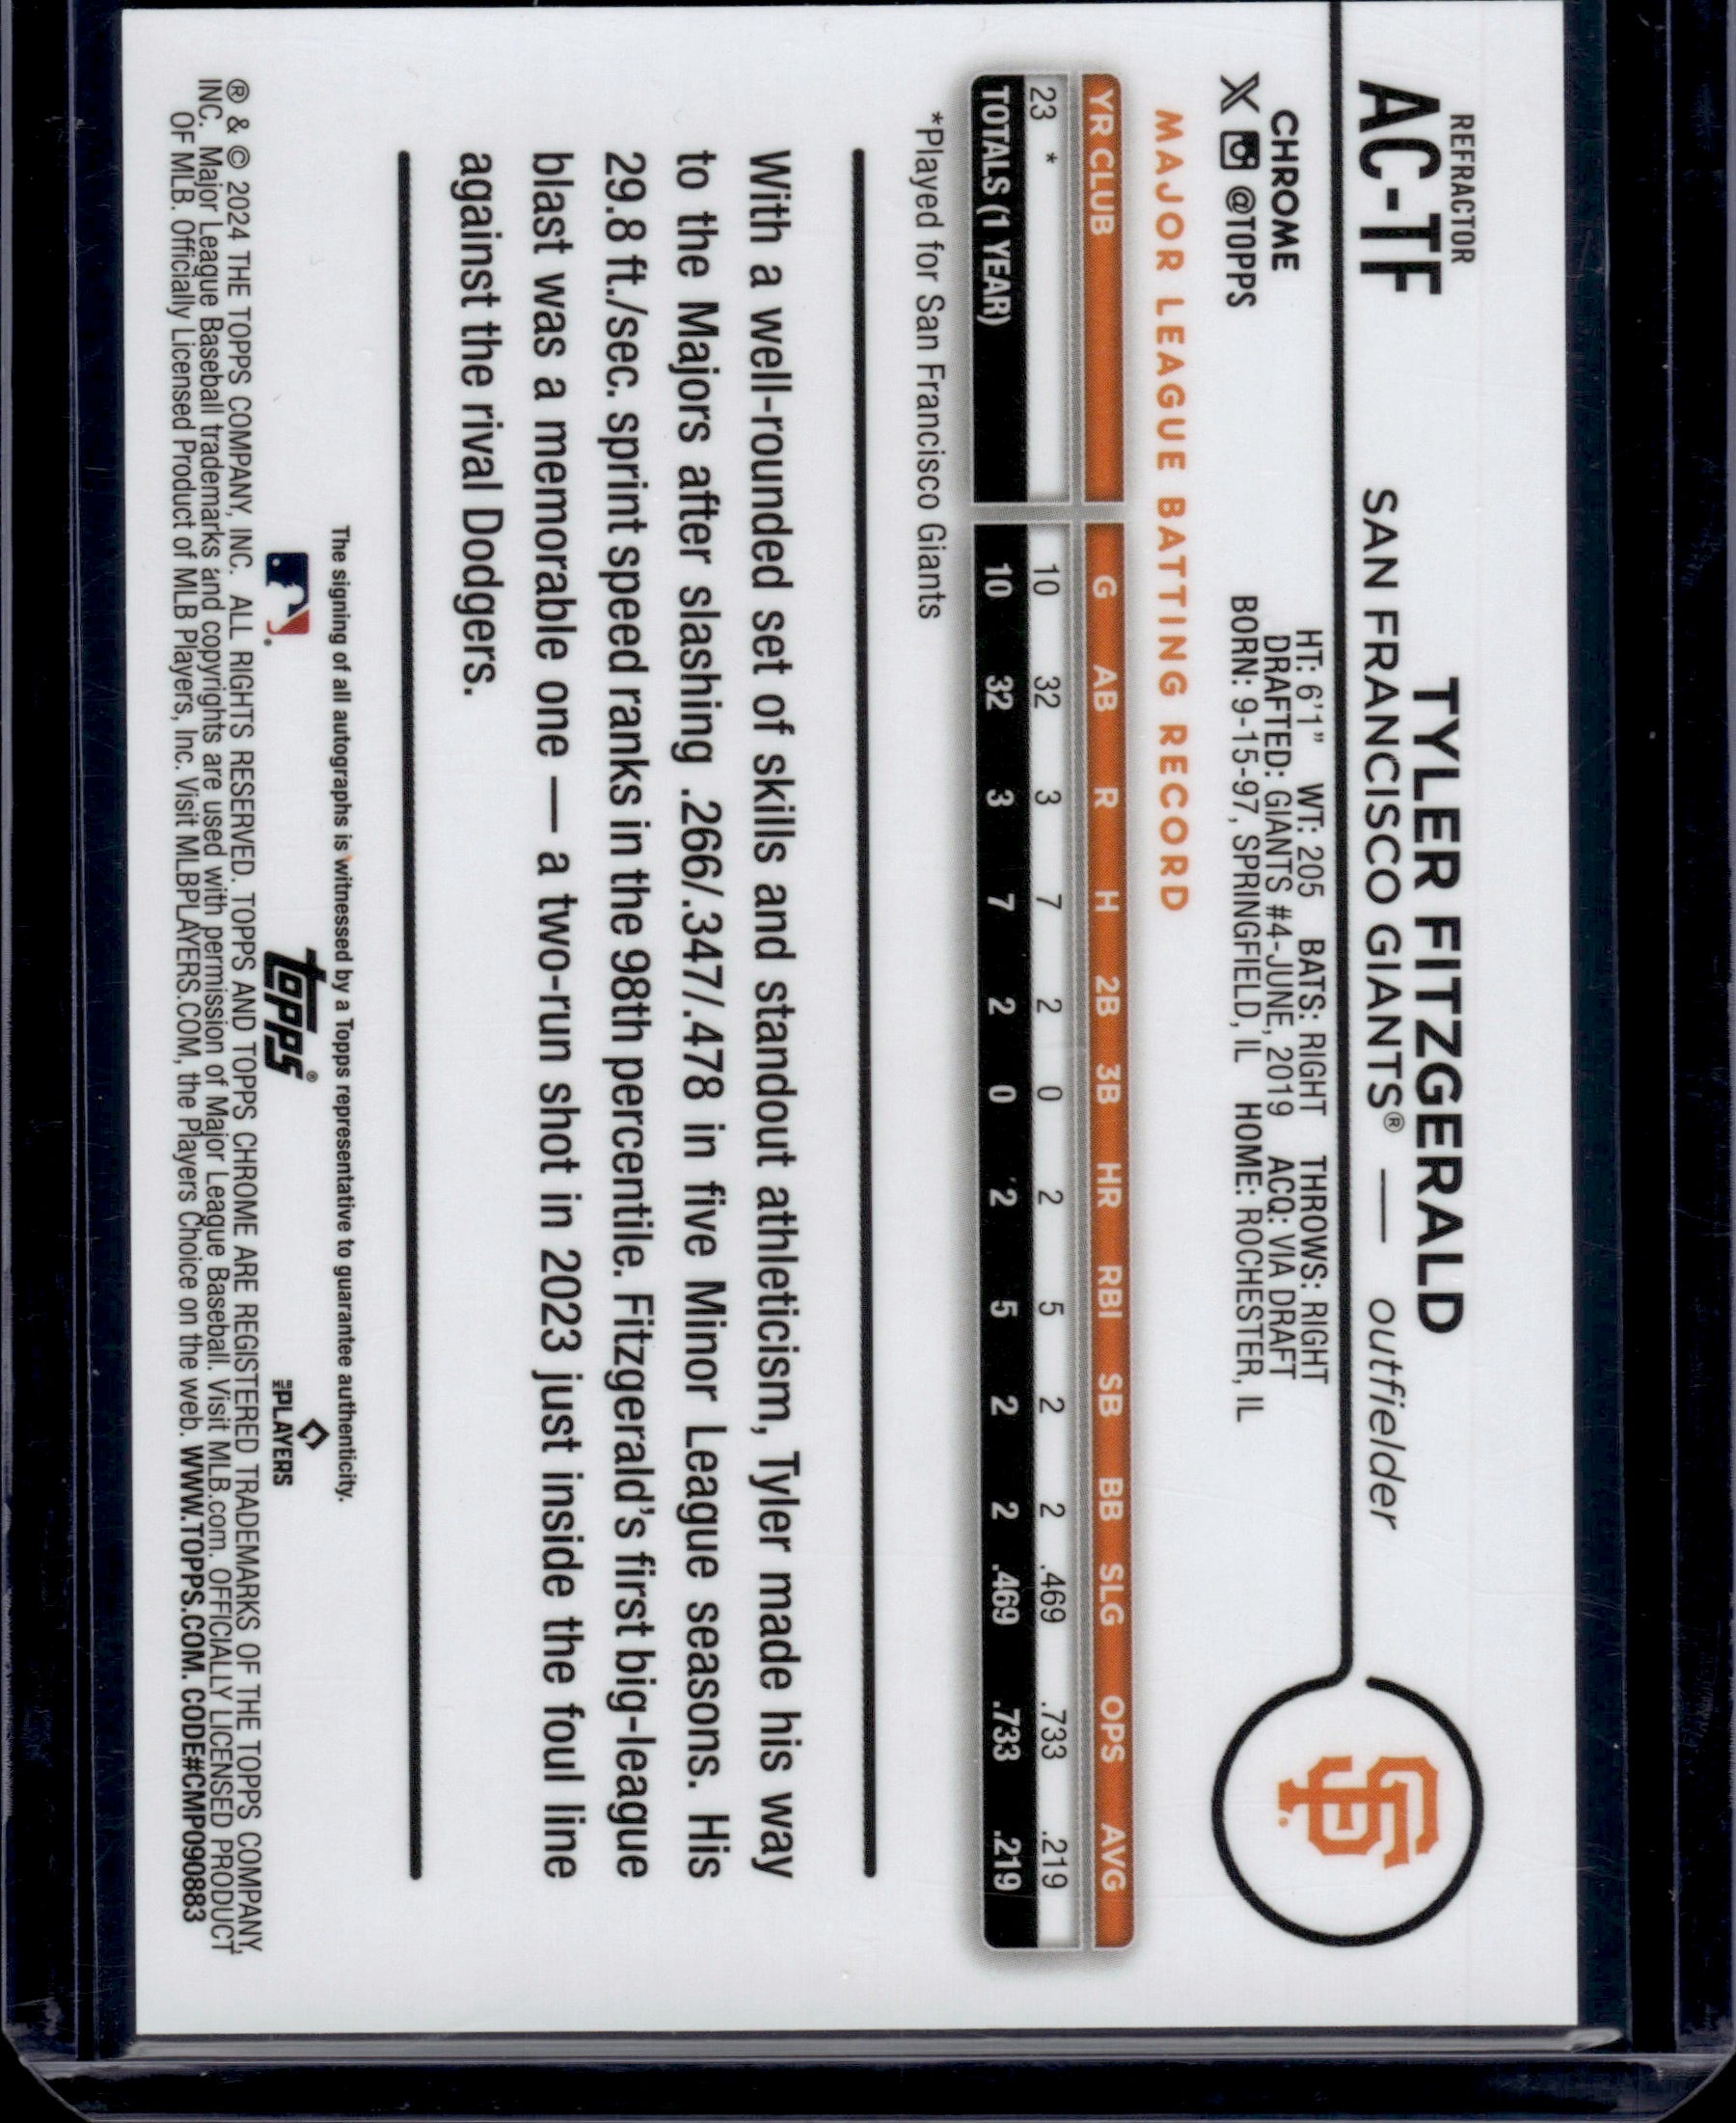 REFRACTOR
AC-TF
CHROME
X @TOPPS
TYLER FITZGERALD
SAN FRANCISCO GIANTS® — outfielder
HT: 6'1" WT: 205 BATS: RIGHT THROWS: RIGHT
DRAFTED: GIANTS #4-JUNE, 2019 ACQ: VIA DRAFT
BORN: 9-15-97, SPRINGFIELD, IL HOME: ROCHESTER, IL
SF
MAJOR LEAGUE BATTING RECORD
YR CLUB G AB R H 2B 3B HR RBI SB BB SLG OPS AVG
23 * 10 32 3 7 2 0 2 5 2 2 .469 .733 .219
TOTALS (1 YEAR) 10 32 3 7 2 0 2 5 2 2 .469 .733 .219
*Played for San Francisco Giants
With a well-rounded set of skills and standout athleticism, Tyler made his way
to the Majors after slashing .266/.347/.478 in five Minor League seasons. His
29.8 ft./sec. sprint speed ranks in the 98th percentile. Fitzgerald's first big-league
blast was a memorable one — a two-run shot in 2023 just inside the foul line
against the rival Dodgers.
The signing of all autographs is witnessed by a Topps representative to guarantee authenticity.
topps®
MLB PLAYERS
® & © 2024 THE TOPPS COMPANY, INC. ALL RIGHTS RESERVED. TOPPS AND TOPPS CHROME ARE REGISTERED TRADEMARKS OF THE TOPPS COMPANY,
INC. Major League Baseball trademarks and copyrights are used with permission of Major League Baseball. Visit MLB.com. OFFICIALLY LICENSED PRODUCT
OF MLB. Officially Licensed Product of MLB Players, Inc. Visit MLBPLAYERS.COM, the Players Choice on the web. WWW.TOPPS.COM. CODE#CMP090883